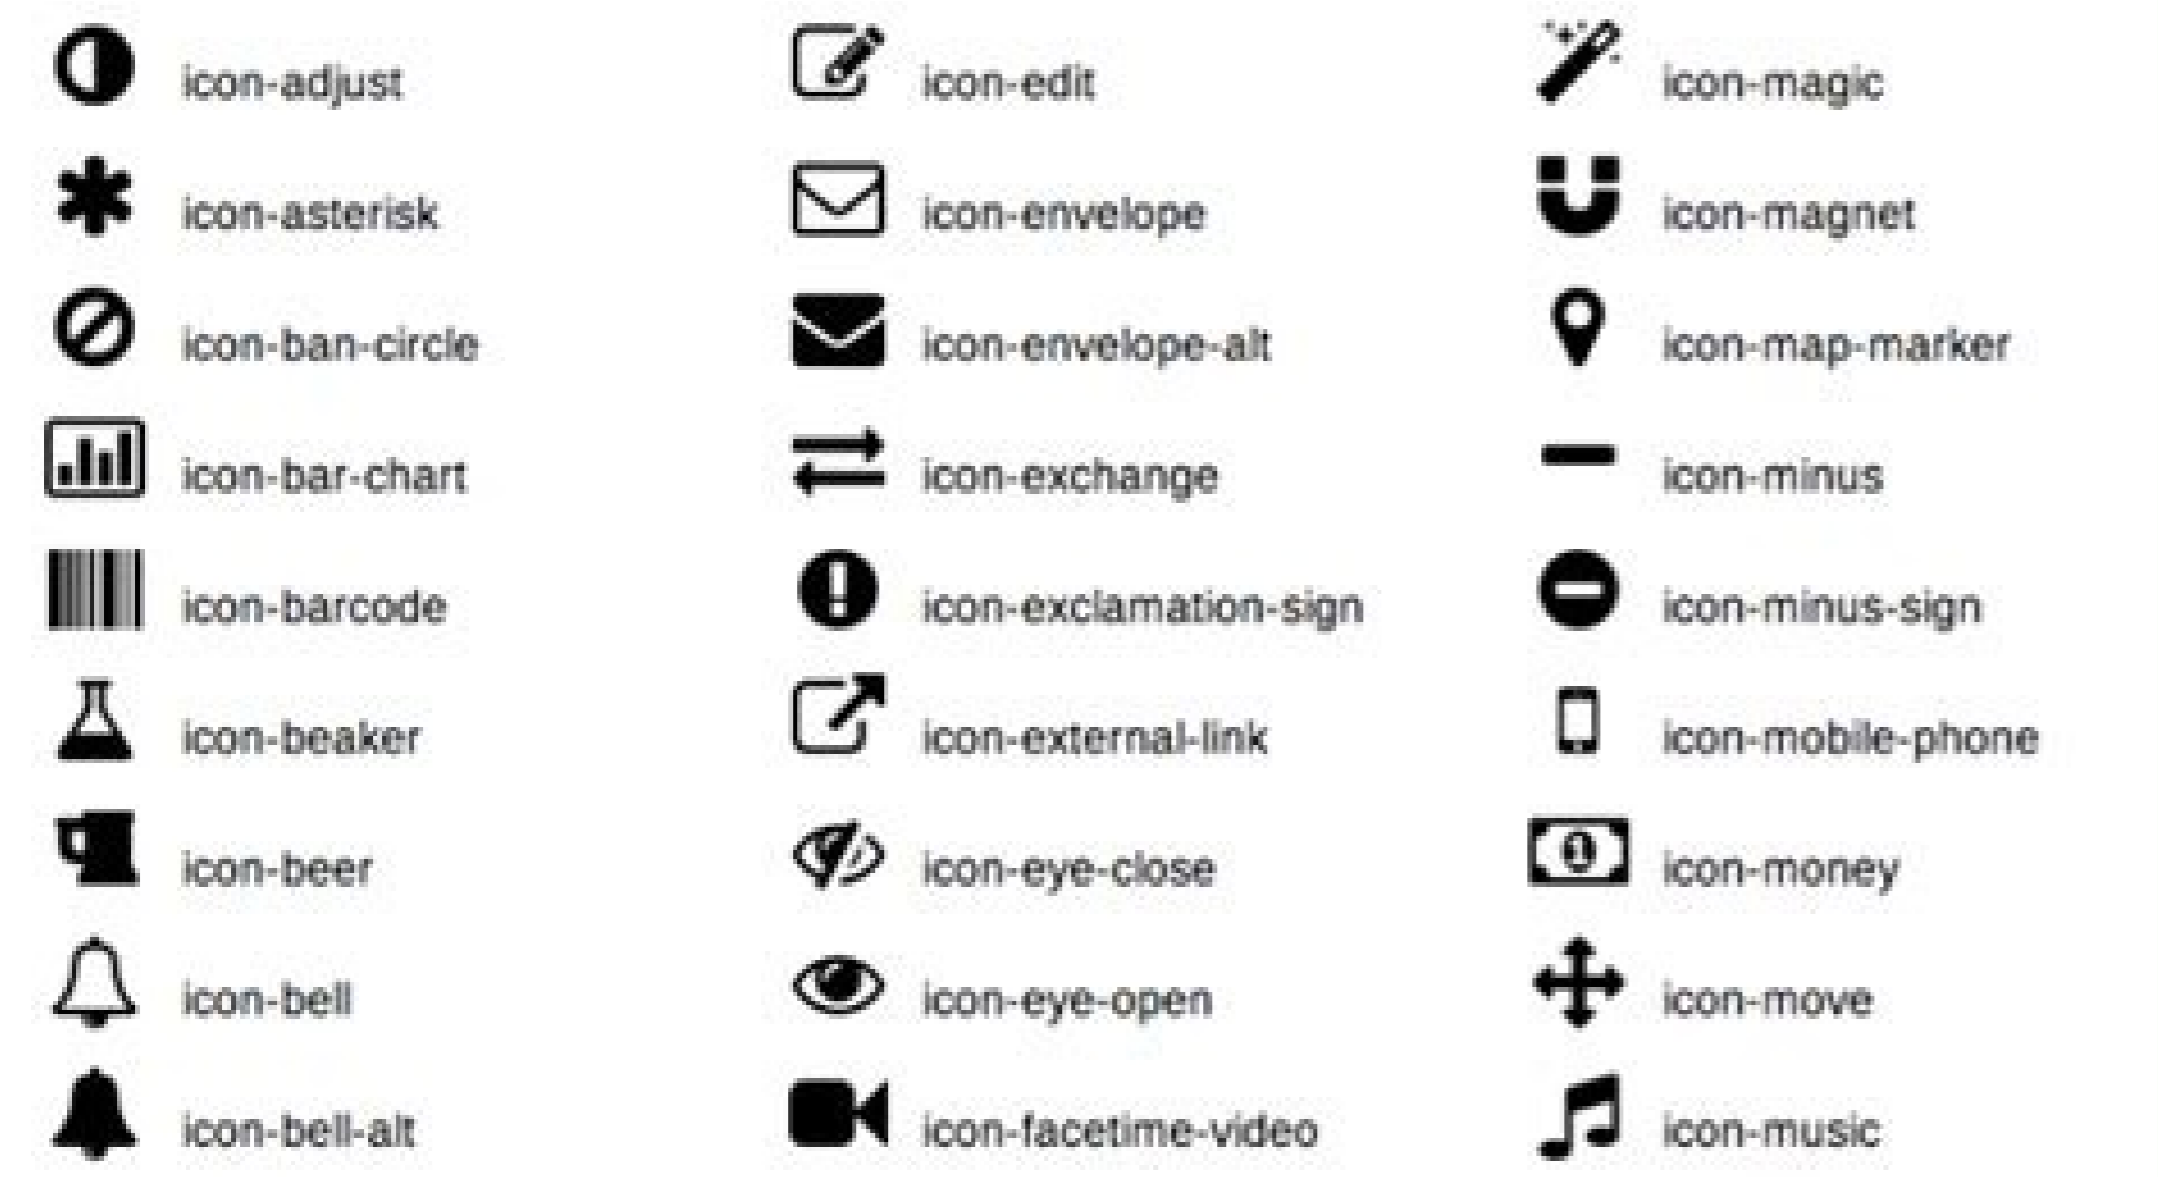 icon-adjust
icon-asterisk
icon-ban-circle
icon-bar-chart
icon-barcode
icon-beaker
icon-beer
icon-bell
icon-bell-alt
icon-edit
icon-envelope
icon-envelope-alt
icon-exchange
icon-exclamation-sign
icon-external-link
icon-eye-close
icon-eye-open
icon-facetime-video
icon-magic
icon-magnet
icon-map-marker
icon-minus
icon-minus-sign
icon-mobile-phone
icon-money
icon-move
icon-music